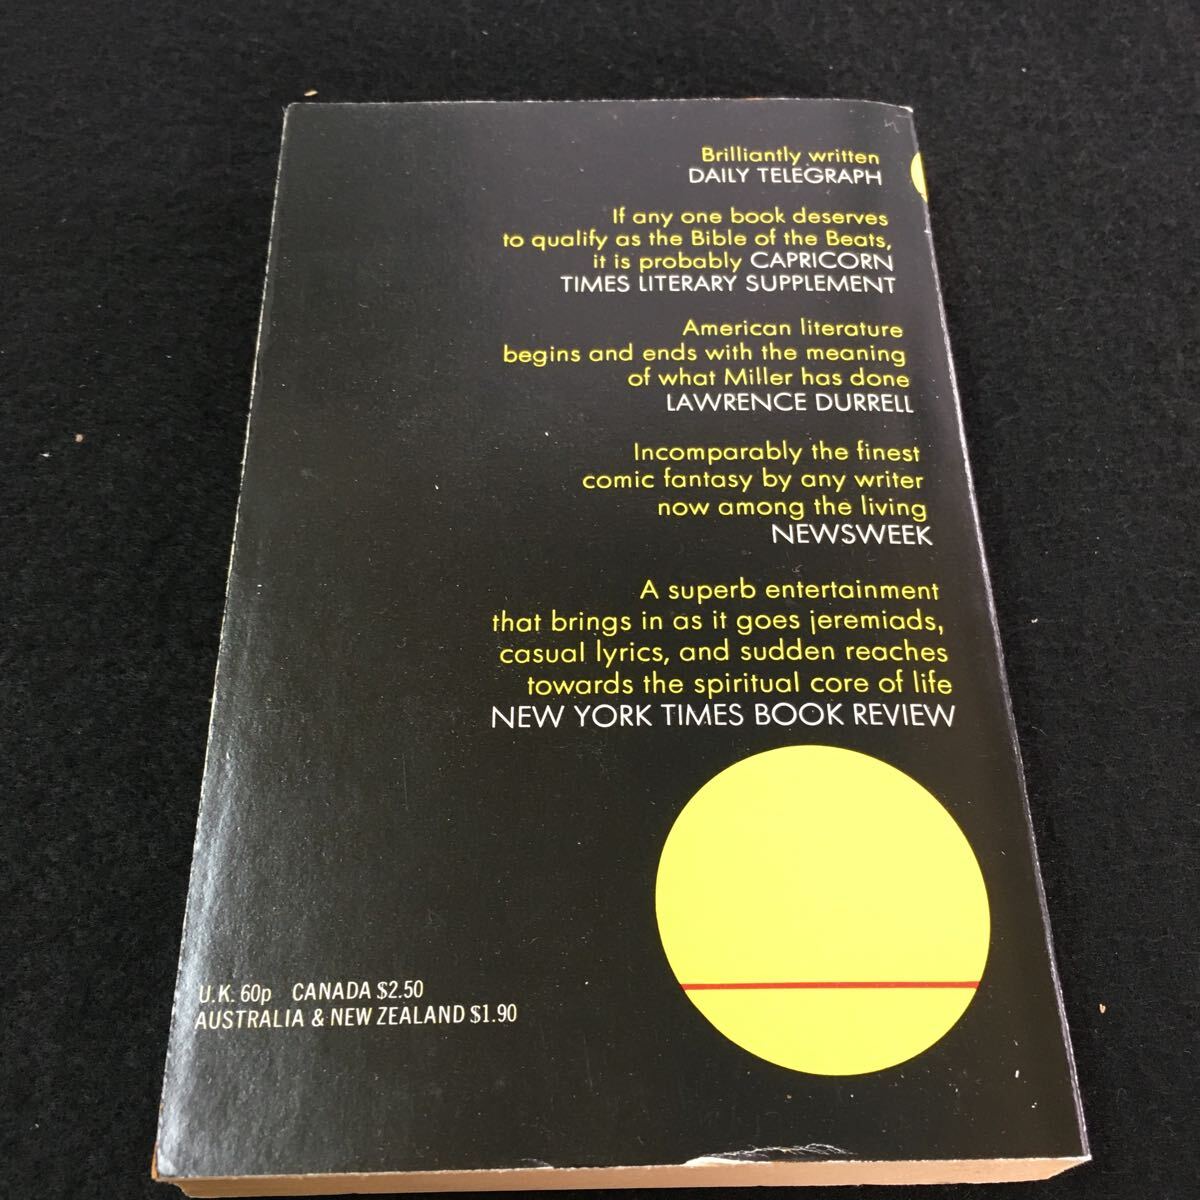 Brilliantly written
DAILY TELEGRAPH
If any one book deserves
to qualify as the Bible of the Beats,
it is probably CAPRICORN
TIMES LITERARY SUPPLEMENT
American literature
begins and ends with the meaning
of what Miller has done
LAWRENCE DURRELL
Incomparably the finest
comic fantasy by any writer
now among the living
NEWSWEEK
A superb entertainment
that brings in as it goes jeremiads,
casual lyrics, and sudden reaches
towards the spiritual core of life
NEW YORK TIMES BOOK REVIEW
U.K. 60p CANADA $2.50
AUSTRALIA & NEW ZEALAND $1.90